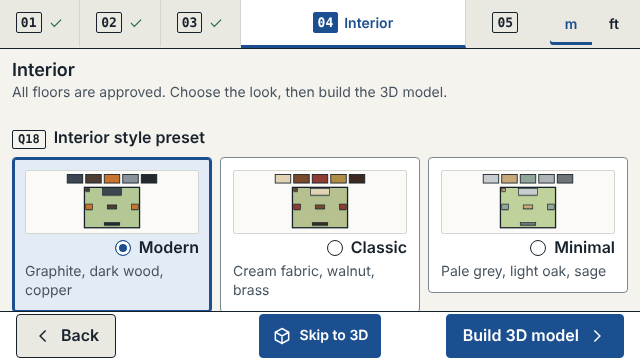 01 02 03 04 Interior 05 m ft
Interior
All floors are approved. Choose the look, then build the 3D model.
Q18 Interior style preset
Modern
Graphite, dark wood,
copper
Classic
Cream fabric, walnut,
brass
Minimal
Pale grey, light oak, sage
Back Skip to 3D Build 3D model